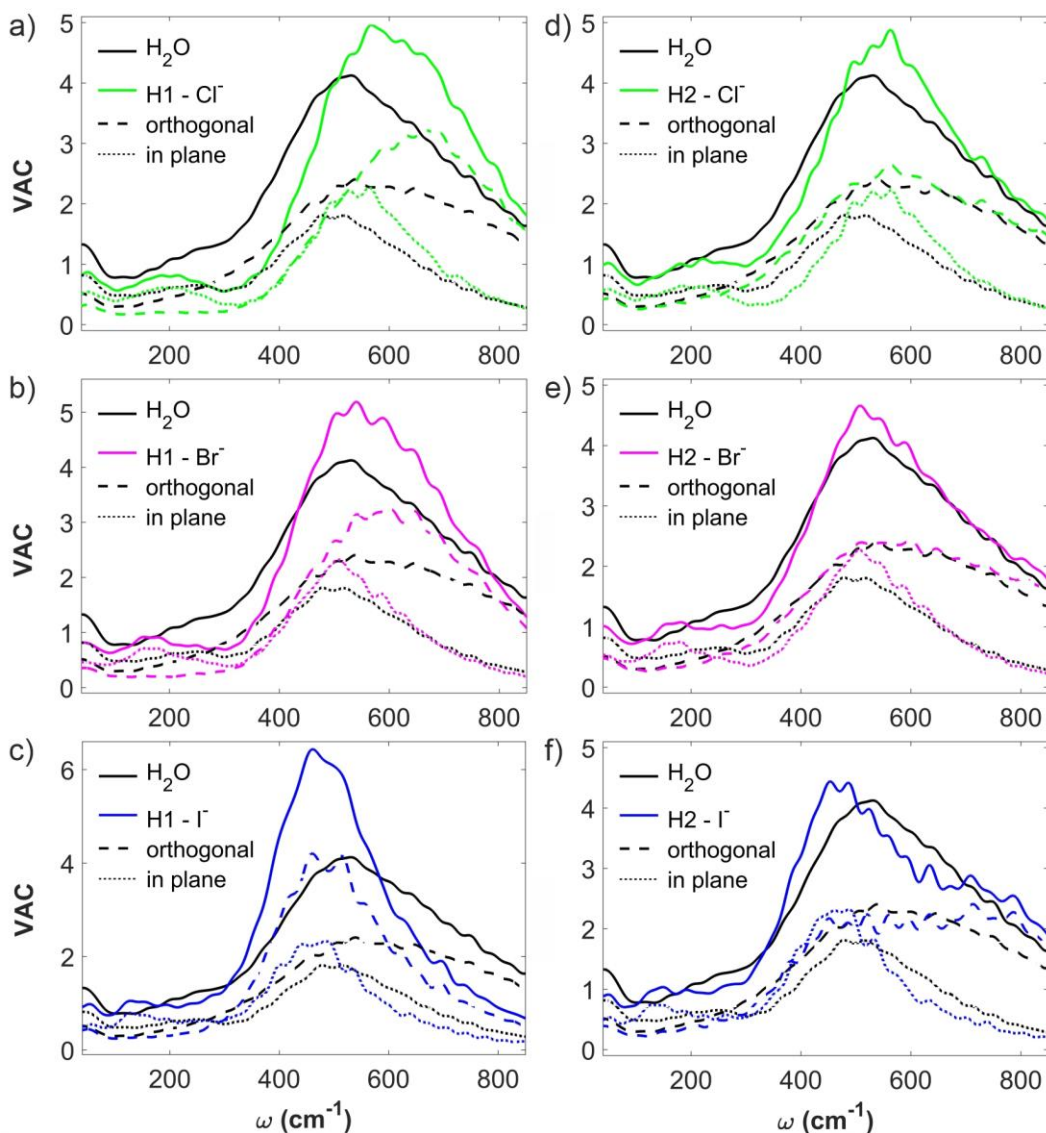 a)
VAC
5
4
3
2
1
0
H₂O
H1 - Cl⁻
orthogonal
in plane
200 400 600 800
d)
5
4
3
2
1
0
H₂O
H2 - Cl⁻
orthogonal
in plane
200 400 600 800
b)
VAC
5
4
3
2
1
0
H₂O
H1 - Br⁻
orthogonal
in plane
200 400 600 800
e)
5
4
3
2
1
0
H₂O
H2 - Br⁻
orthogonal
in plane
200 400 600 800
c)
VAC
6
4
2
0
H₂O
H1 - I⁻
orthogonal
in plane
200 400 600 800
ω (cm⁻¹)
f)
5
4
3
2
1
0
H₂O
H2 - I⁻
orthogonal
in plane
200 400 600 800
ω (cm⁻¹)